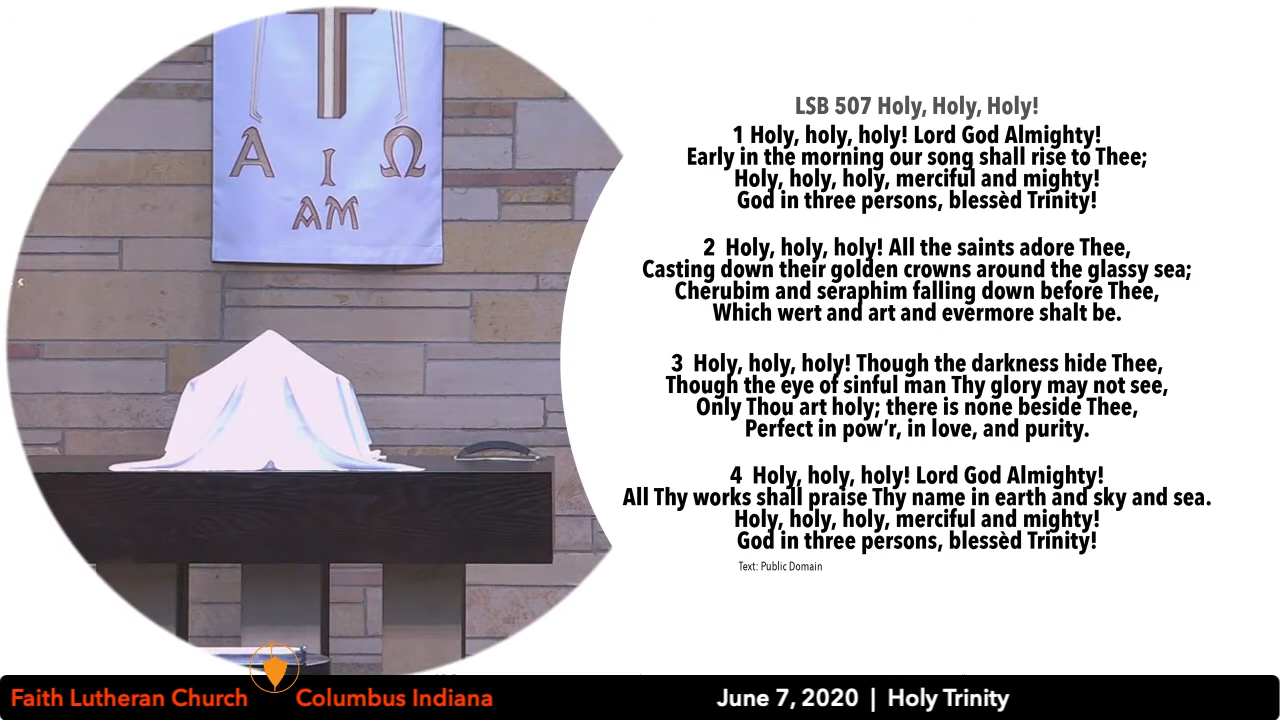 A Ω
I
AM
LSB 507 Holy, Holy, Holy!
1 Holy, holy, holy! Lord God Almighty!
Early in the morning our song shall rise to Thee;
Holy, holy, holy, merciful and mighty!
God in three persons, blessèd Trinity!
2 Holy, holy, holy! All the saints adore Thee,
Casting down their golden crowns around the glassy sea;
Cherubim and seraphim falling down before Thee,
Which wert and art and evermore shalt be.
3 Holy, holy, holy! Though the darkness hide Thee,
Though the eye of sinful man Thy glory may not see,
Only Thou art holy; there is none beside Thee,
Perfect in pow’r, in love, and purity.
4 Holy, holy, holy! Lord God Almighty!
All Thy works shall praise Thy name in earth and sky and sea.
Holy, holy, holy, merciful and mighty!
God in three persons, blessèd Trinity!
Text: Public Domain
Faith Lutheran Church Columbus Indiana June 7, 2020 | Holy Trinity